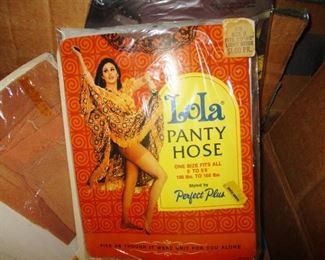 Lola
PANTY
HOSE
ONE SIZE FITS ALL
5' TO 5'8
100 lbs. TO 160 lbs.
Styled by
Perfect Plus
FITS AS THOUGH IT WERE KNIT FOR YOU ALONE